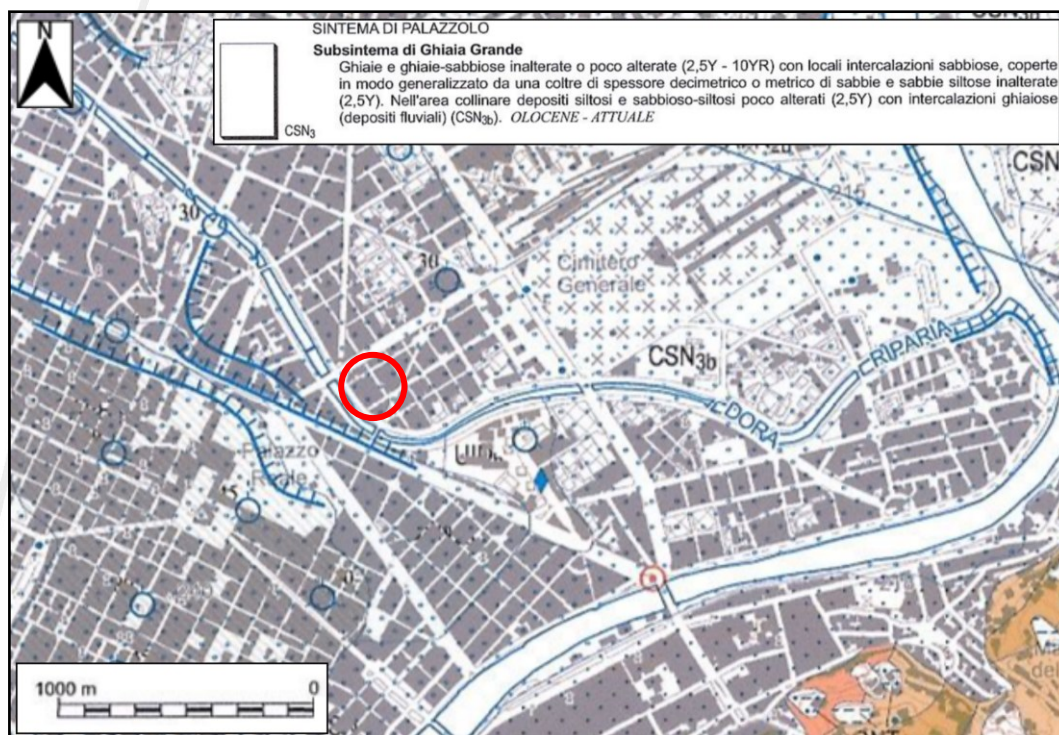 N
SINTEMA DI PALAZZOLO
Subsintema di Ghiaia Grande
Ghiaie e ghiaie-sabbiose inalterate o poco alterate (2,5Y - 10YR) con locali intercalazioni sabbiose, coperte
in modo generalizzato da una coltre di spessore decimetrico o metrico di sabbie e sabbie siltose inalterate
(2,5Y). Nell'area collinare depositi siltosi e sabbioso-siltosi poco alterati (2,5Y) con intercalazioni ghiaiose
(depositi fluviali) (CSN3b). OLOCENE - ATTUALE
CSN3
CSN
215
30
30
Cimitero
Generale
CSN3b
DORA
RIPARIA
Palazzo
Reale
1000 m 0